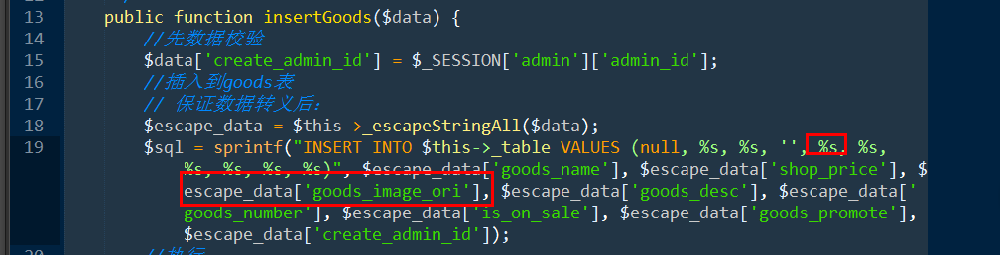 13 public function insertGoods($data) {
14 //先数据校验
15 $data['create_admin_id'] = $_SESSION['admin']['admin_id'];
16 //插入到goods表
17 // 保证数据转义后:
18 $escape_data = $this->_escapeStringAll($data);
19 $sql = sprintf("INSERT INTO $this->_table VALUES (null, %s, %s, '', %s, %s,
%s, %s, %s, %s)", $escape_data['goods_name'], $escape_data['shop_price'], $
escape_data['goods_image_ori'], $escape_data['goods_desc'], $escape_data['
goods_number'], $escape_data['is_on_sale'], $escape_data['goods_promote'],
$escape_data['create_admin_id']);
//执行